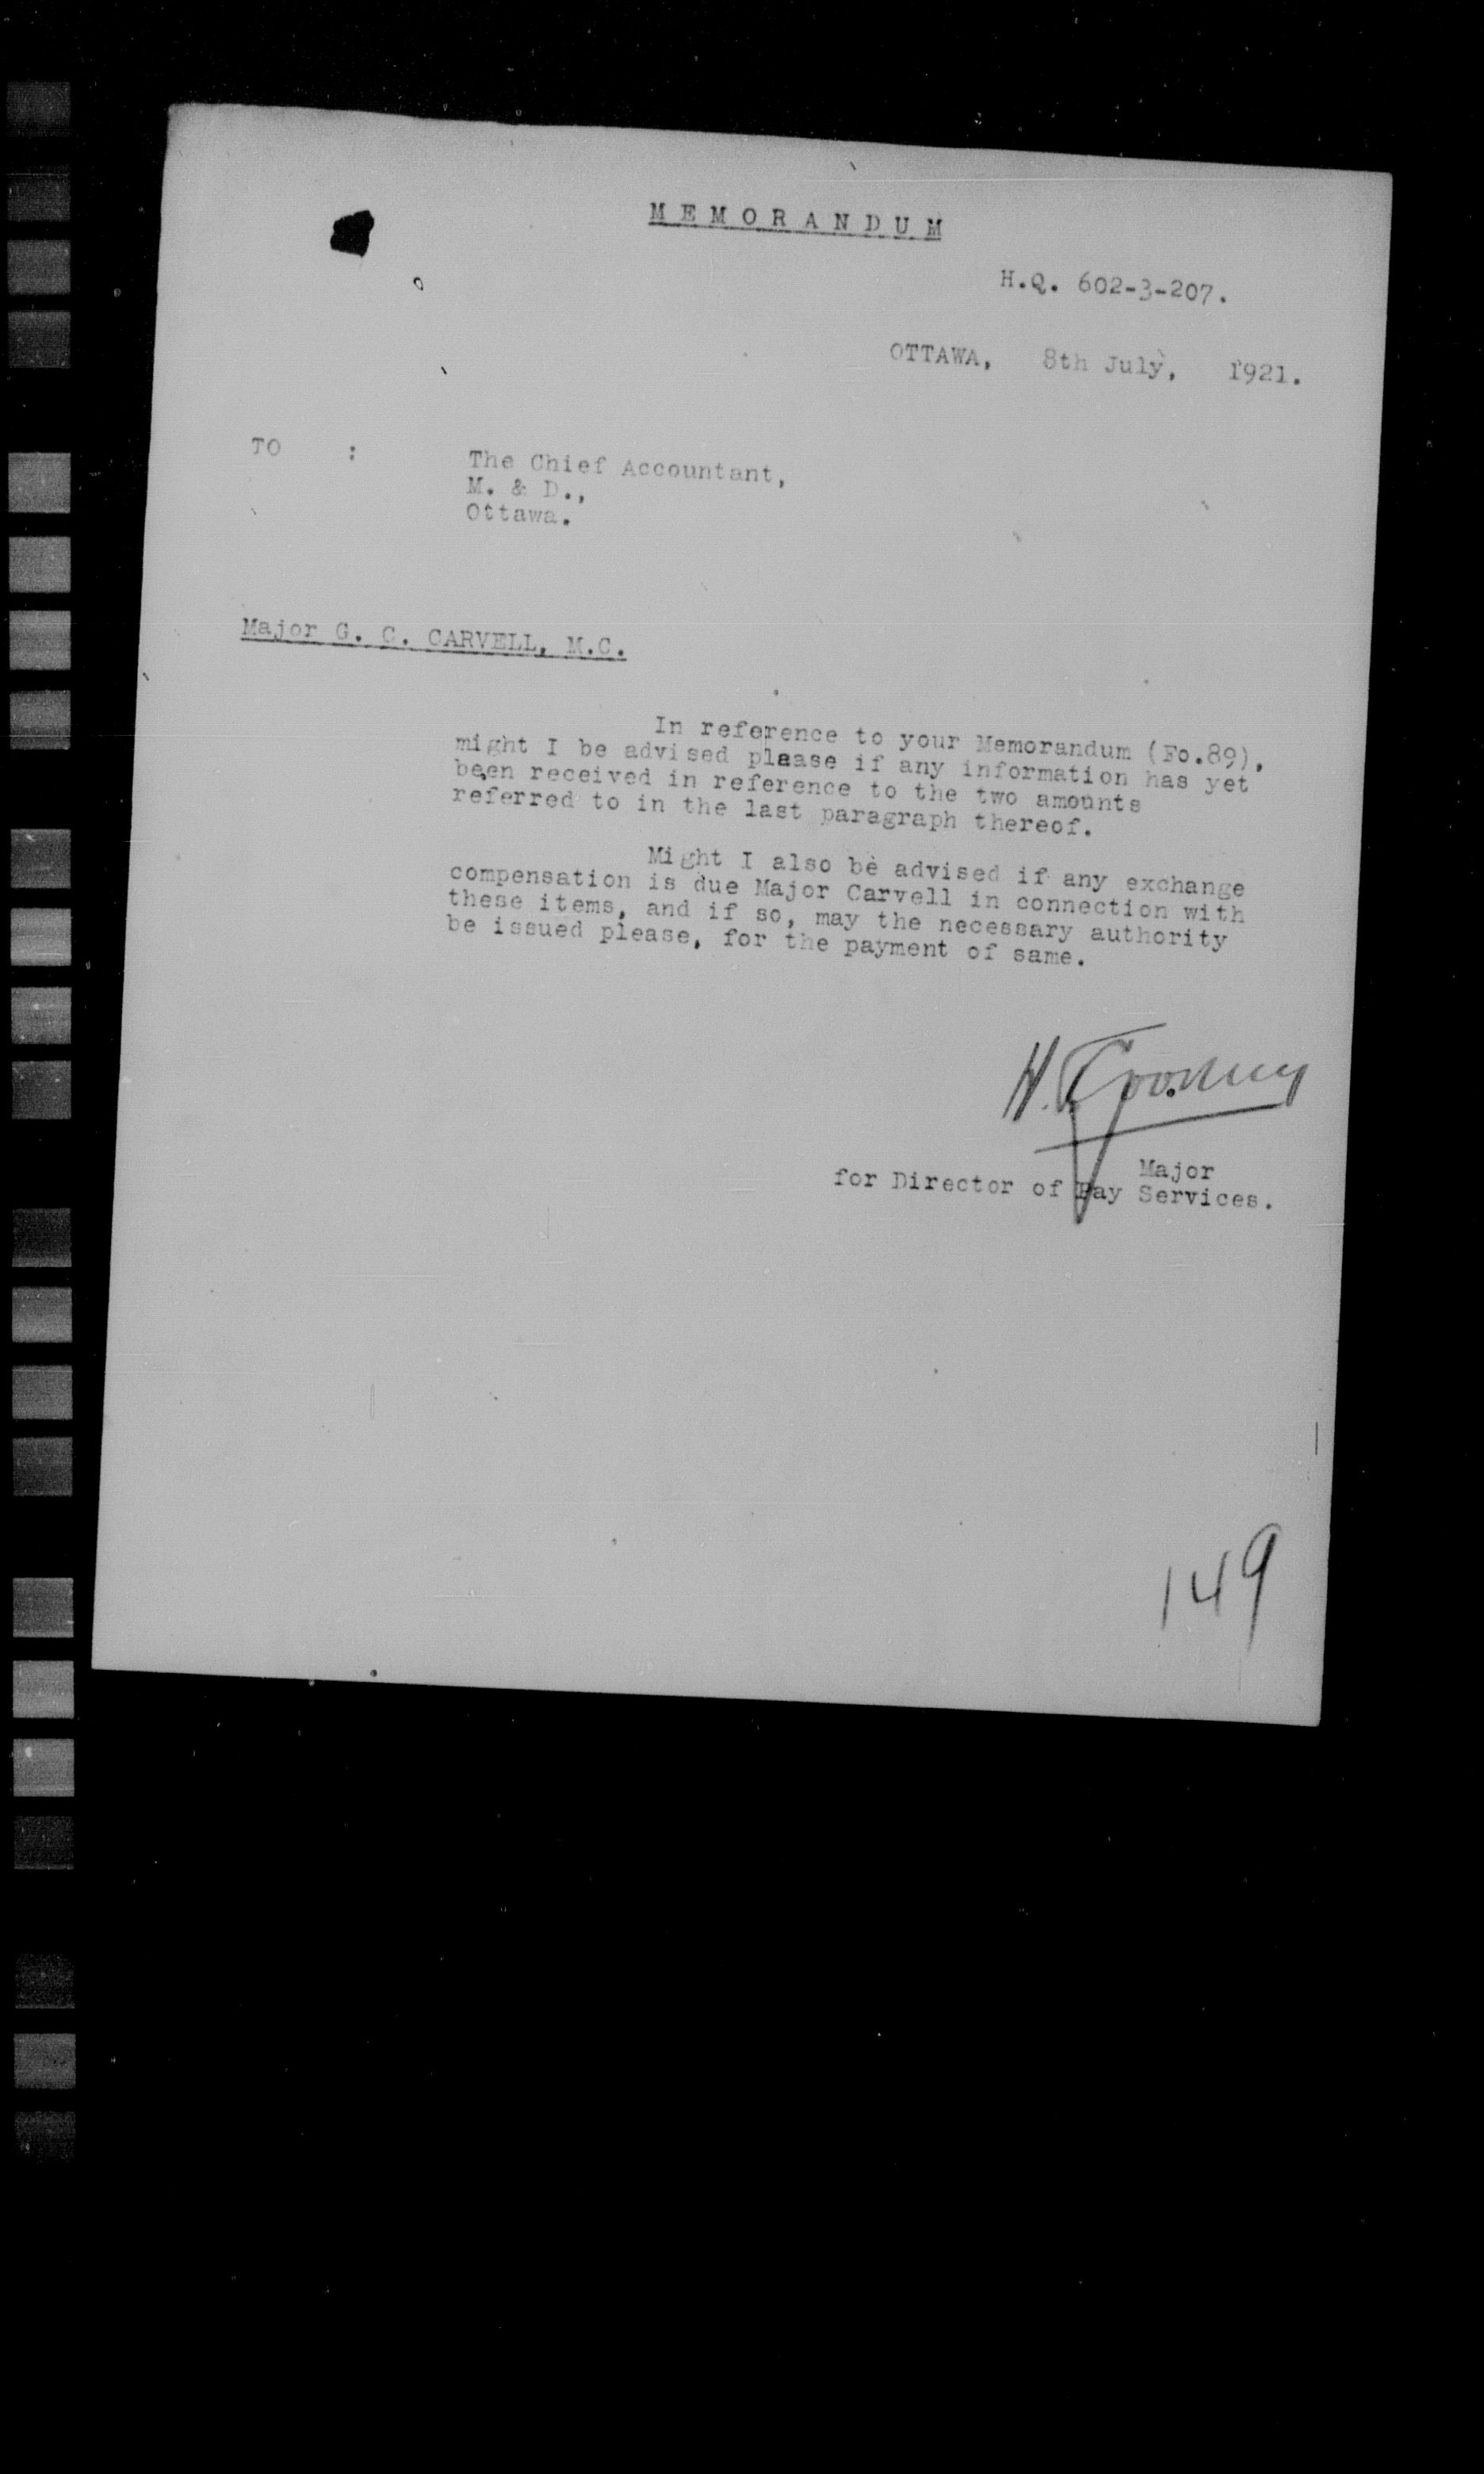 MEMORANDUM
H.Q. 602-3-207.
OTTAWA, 8th July, 1921.
TO : The Chief Accountant,
M. & D.,
Ottawa.
Major G. C. CARVELL, M.C.
In reference to your Memorandum (Fo.89),
might I be advised please if any information has yet
been received in reference to the two amounts
referred to in the last paragraph thereof.
Might I also be advised if any exchange
compensation is due Major Carvell in connection with
these items, and if so, may the necessary authority
be issued please, for the payment of same.
Major
for Director of Pay Services.
149